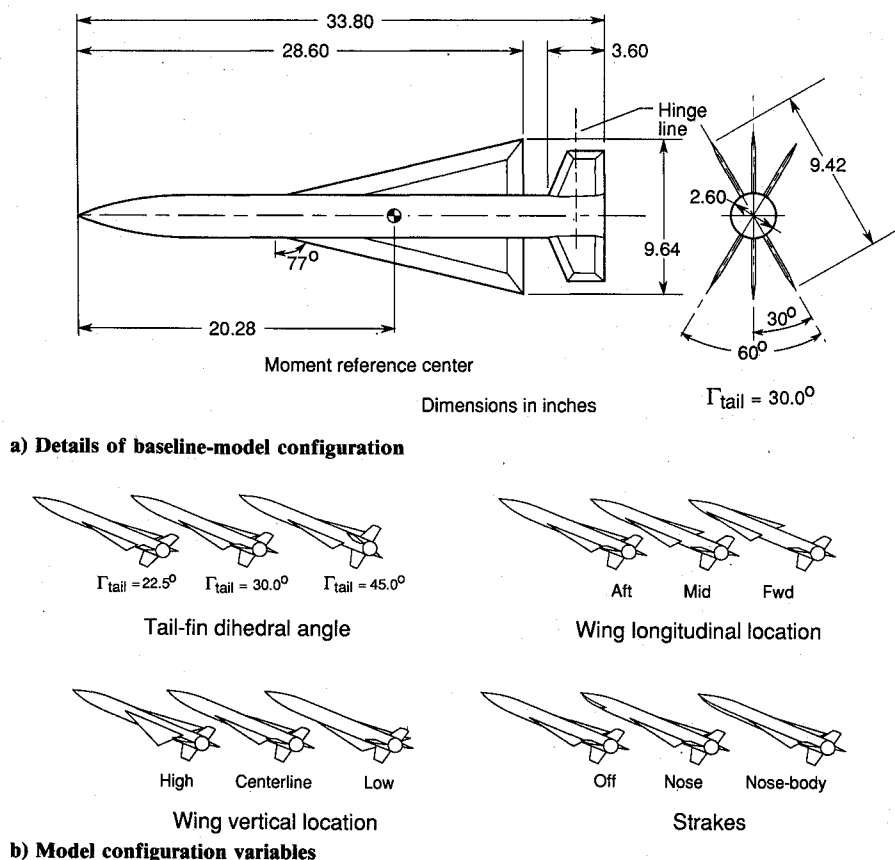 33.80
28.60
3.60
Hinge
line
9.42
2.60
9.64
77°
20.28
30°
60°
Moment reference center
Dimensions in inches
Γtail = 30.0°
a) Details of baseline-model configuration
Γtail = 22.5° Γtail = 30.0° Γtail = 45.0°
Tail-fin dihedral angle
Aft Mid Fwd
Wing longitudinal location
High Centerline Low
Wing vertical location
Off Nose Nose-body
Strakes
b) Model configuration variables